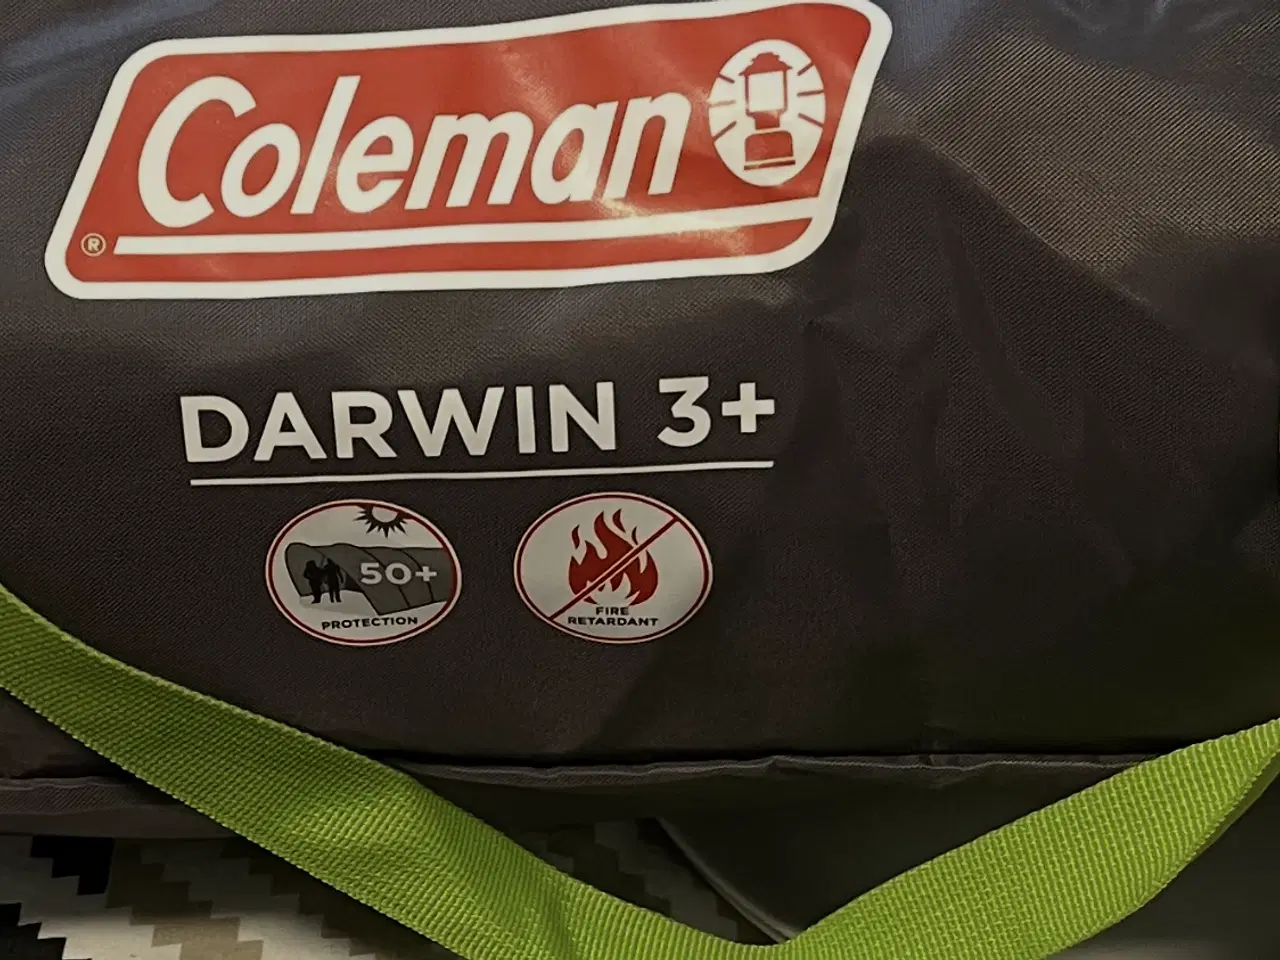 Coleman
®
DARWIN 3+
50+
PROTECTION
FIRE
RETARDANT